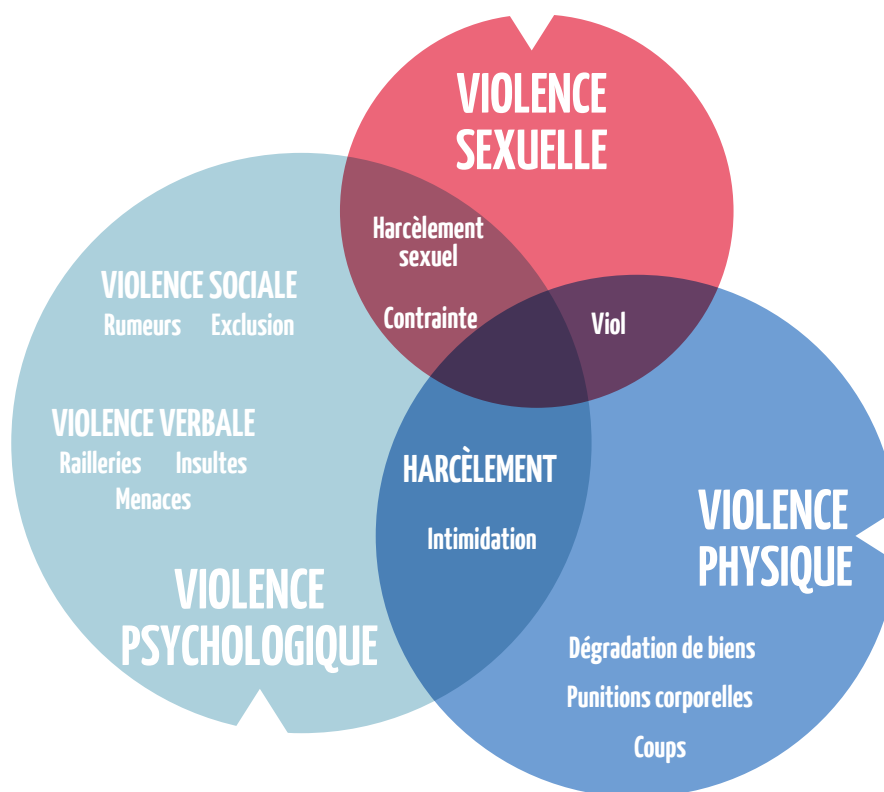 VIOLENCE
SEXUELLE
Harcèlement
sexuel
Contrainte
Viol
VIOLENCE SOCIALE
Rumeurs Exclusion
VIOLENCE VERBALE
Railleries Insultes
Menaces
HARCÈLEMENT
Intimidation
VIOLENCE
PSYCHOLOGIQUE
VIOLENCE
PHYSIQUE
Dégradation de biens
Punitions corporelles
Coups